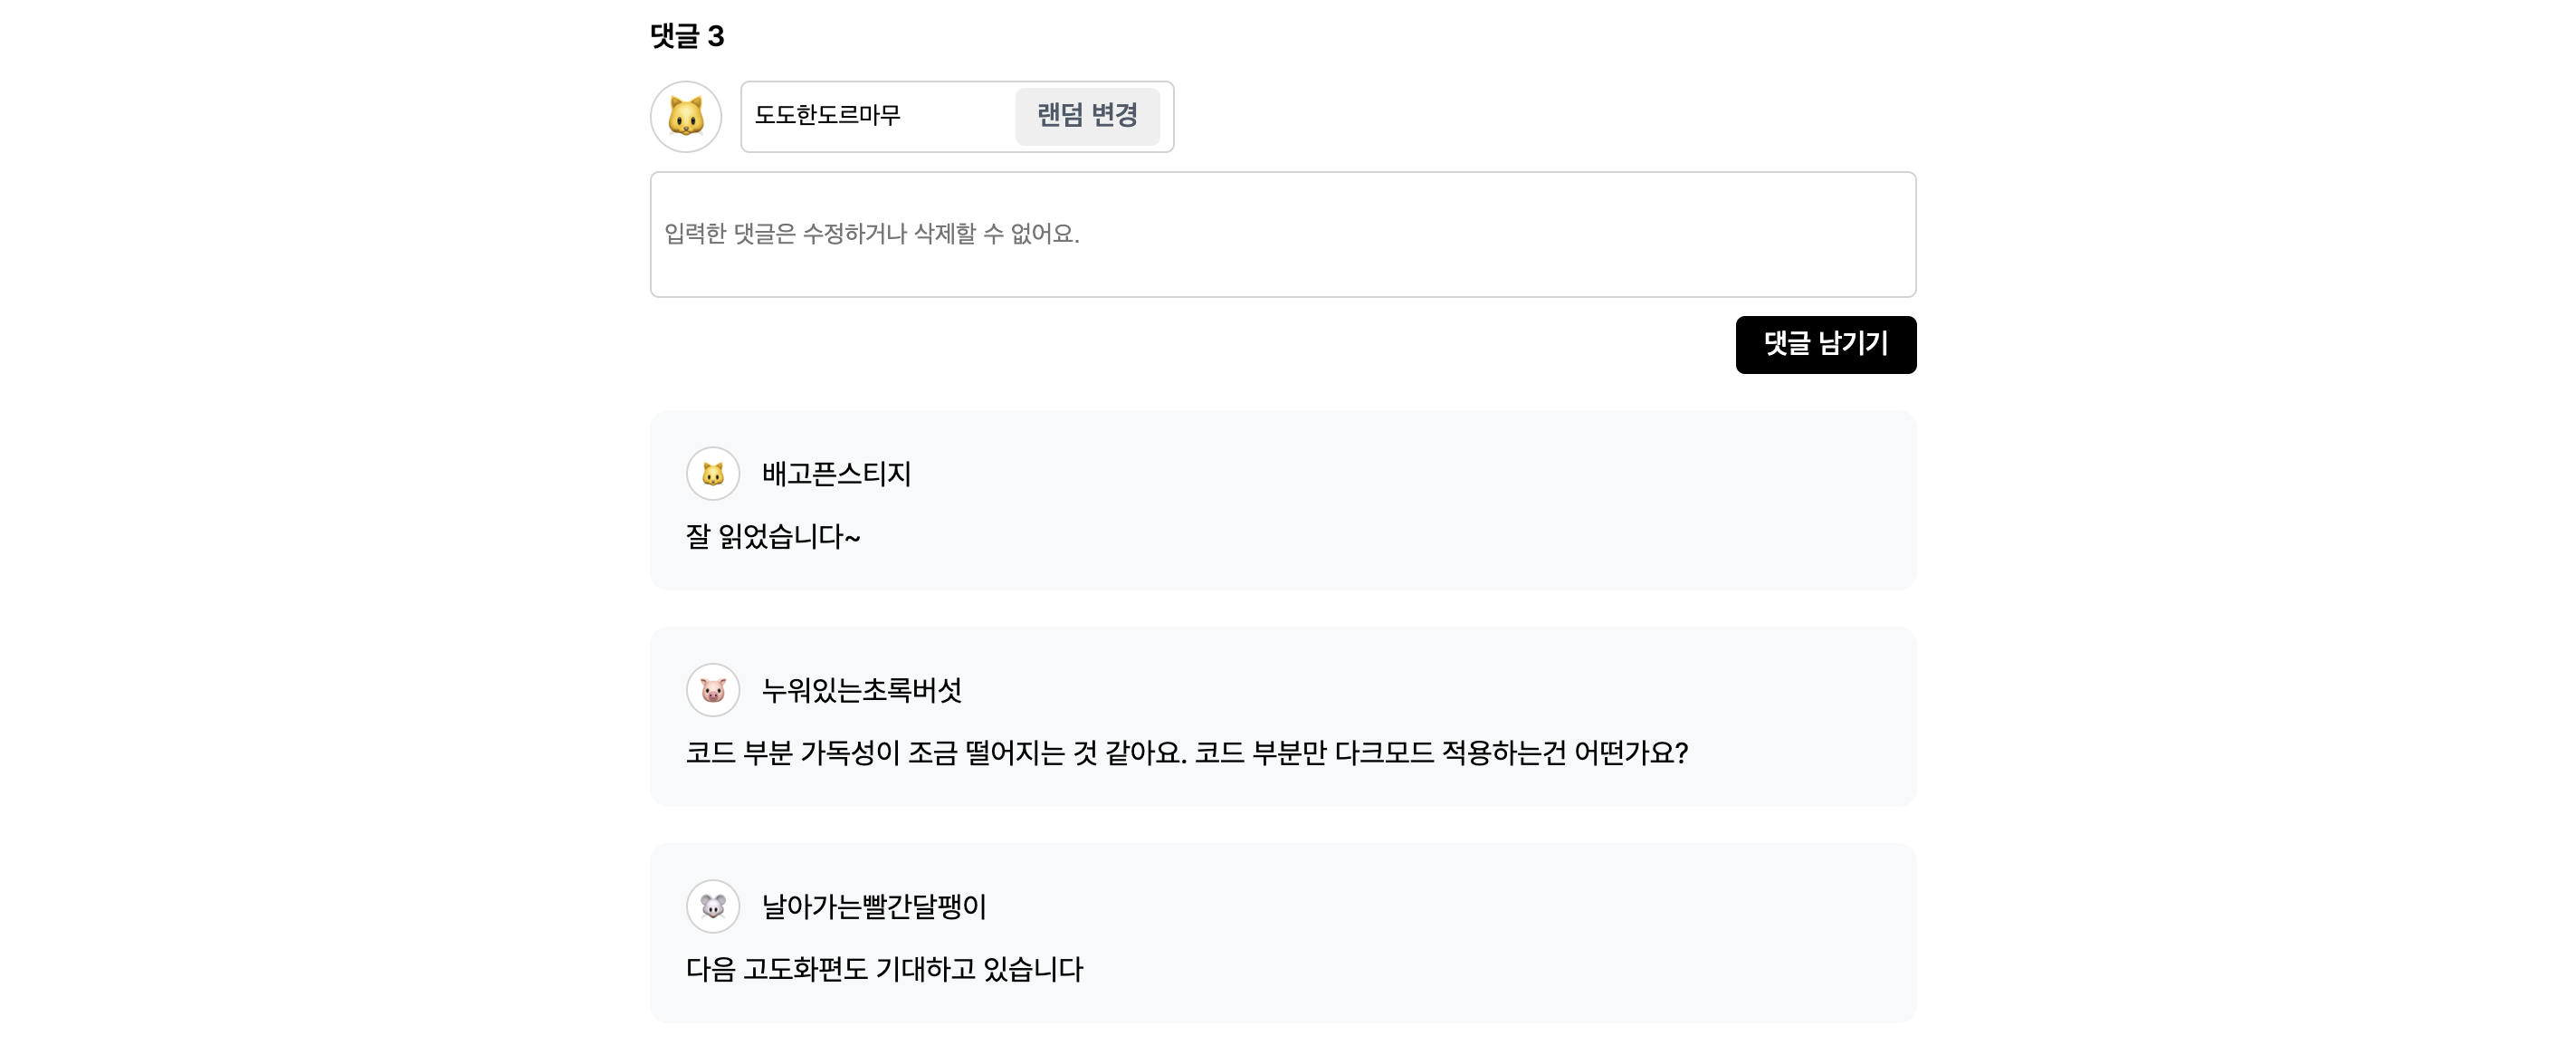 댓글 3
도도한도르마무 랜덤 변경
입력한 댓글은 수정하거나 삭제할 수 없어요.
댓글 남기기
배고픈스티지
잘 읽었습니다~
누워있는초록버섯
코드 부분 가독성이 조금 떨어지는 것 같아요. 코드 부분만 다크모드 적용하는건 어떤가요?
날아가는빨간달팽이
다음 고도화편도 기대하고 있습니다